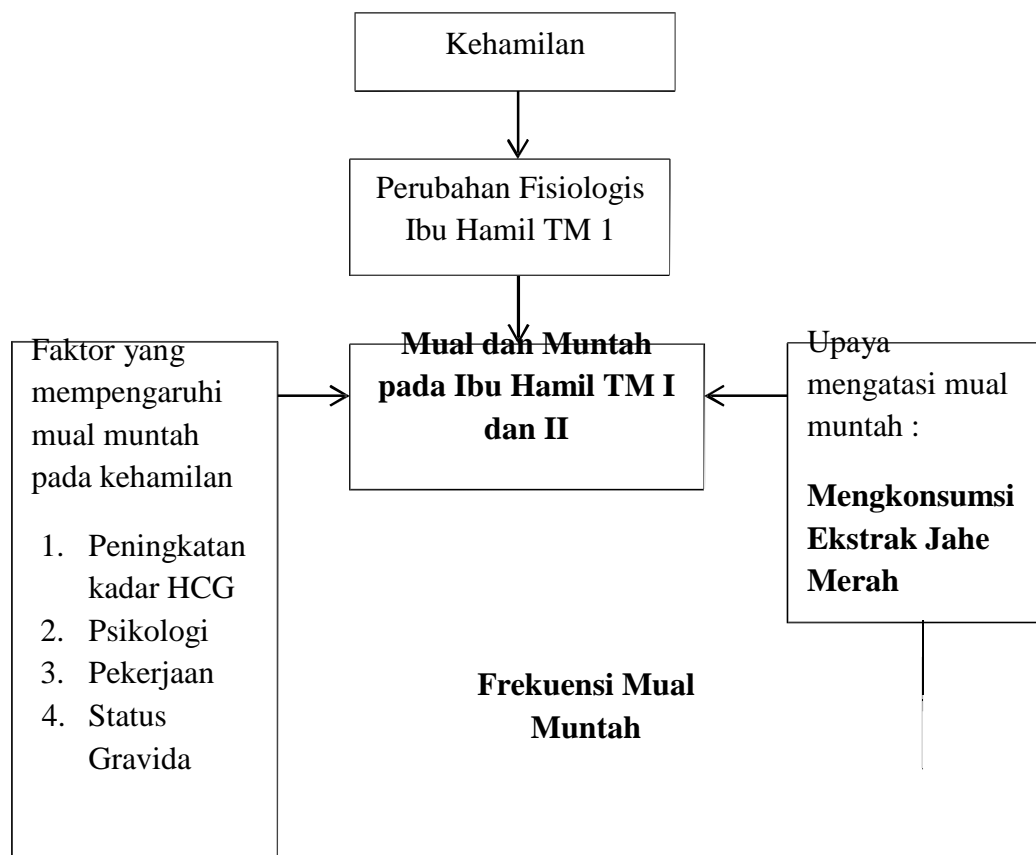 Kehamilan
Perubahan Fisiologis
Ibu Hamil TM 1
Mual dan Muntah
pada Ibu Hamil TM I
dan II
Faktor yang
mempengaruhi
mual muntah
pada kehamilan
1. Peningkatan
kadar HCG
2. Psikologi
3. Pekerjaan
4. Status
Gravida
Upaya
mengatasi mual
muntah :
Mengkonsumsi
Ekstrak Jahe
Merah
Frekuensi Mual
Muntah